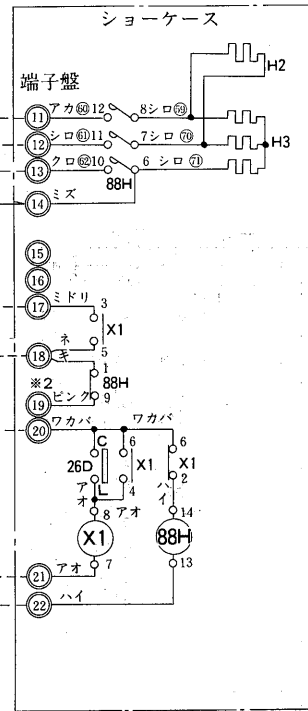 ショーケース
H2
端子盤
⑪ アカ㊿ 12 8 シロ 59
⑫ シロ 61 11 7 シロ 70
H3
⑬ クロ 62 10 6 シロ 71
88H
⑭ ミズ
⑮
⑯
⑰ ミドリ 3
X1
⑱ ネ 5
キ 1
※2 88H
⑲ ピンク 9
⑳ ワカバ ワカバ
C 6 6
26D X1 X1
L 4 2
アオ アオ ハイ
8 14
X1 88H
7 13
㉑ アオ
㉒ ハイ